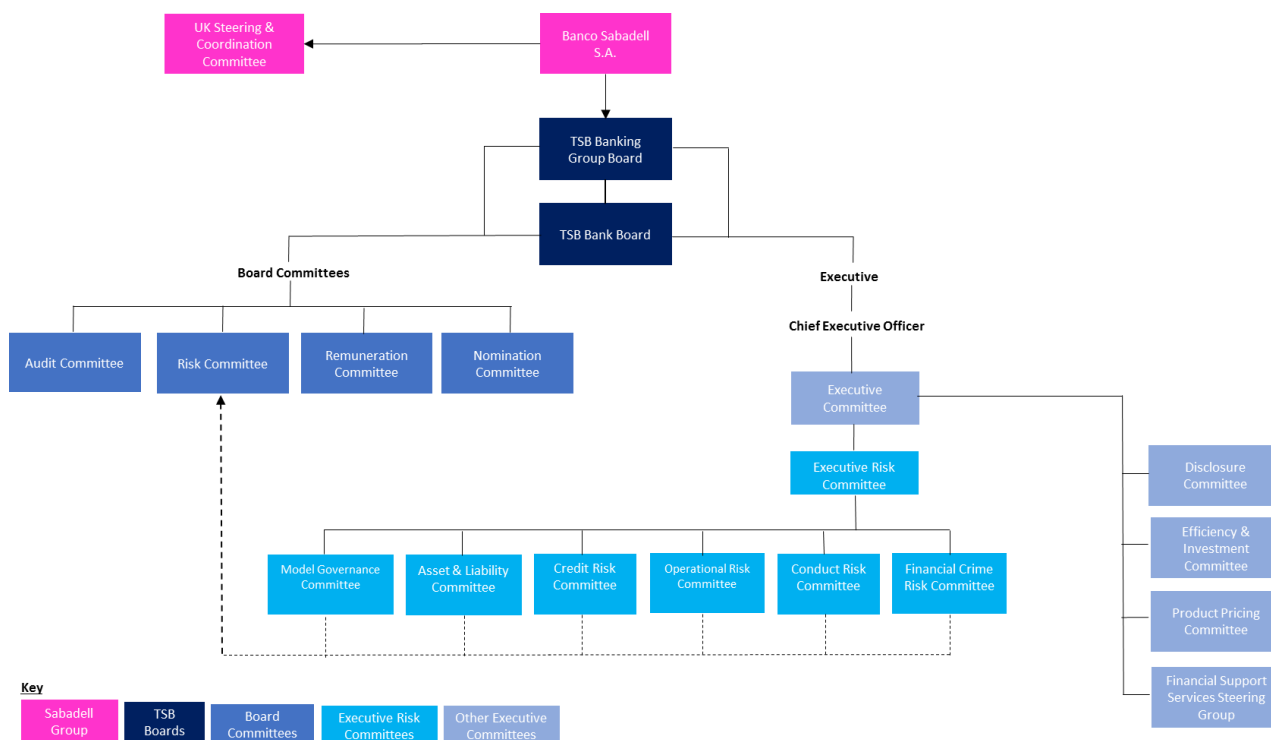 UK Steering &
Coordination
Committee
Banco Sabadell
S.A.
TSB Banking
Group Board
TSB Bank Board
Board Committees
Executive
Chief Executive Officer
Audit Committee
Risk Committee
Remuneration
Committee
Nomination
Committee
Executive
Committee
Executive Risk
Committee
Disclosure
Committee
Efficiency &
Investment
Committee
Product Pricing
Committee
Financial Support
Services Steering
Group
Model Governance
Committee
Asset & Liability
Committee
Credit Risk
Committee
Operational Risk
Committee
Conduct Risk
Committee
Financial Crime
Risk Committee
Key
Sabadell
Group
TSB
Boards
Board
Committees
Executive Risk
Committees
Other Executive
Committees